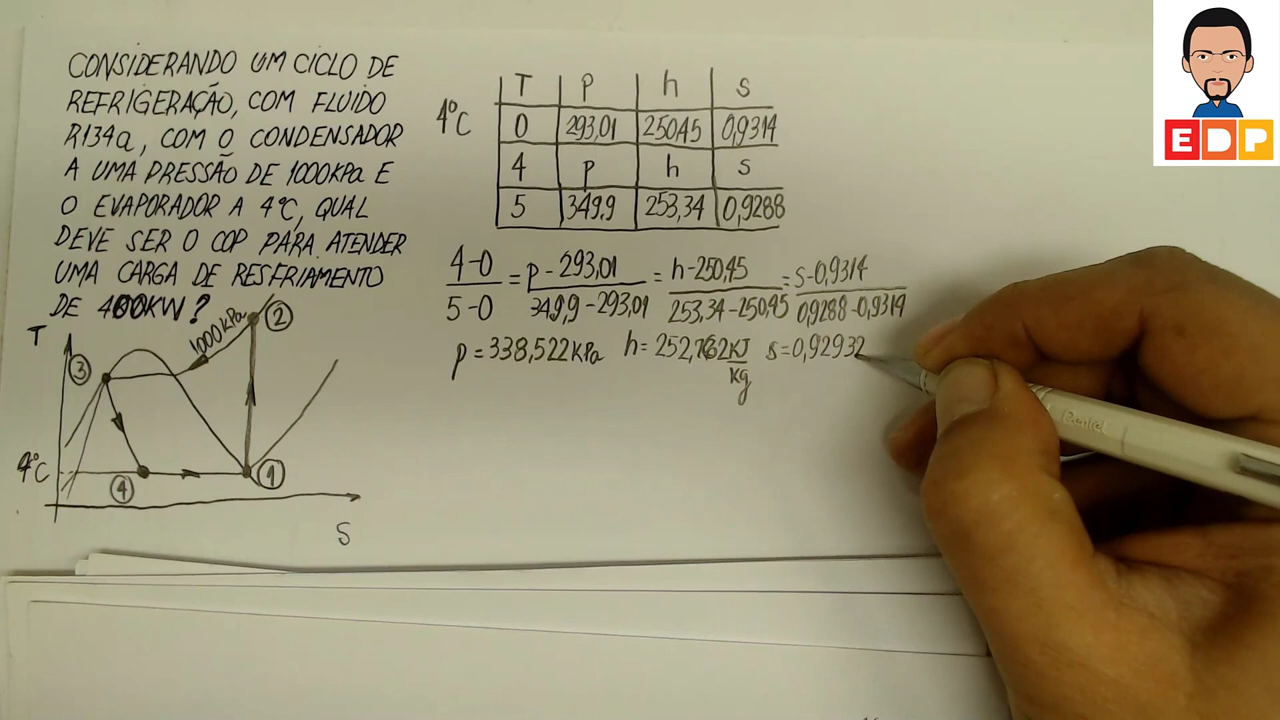 CONSIDERANDO UM CICLO DE
REFRIGERAÇÃO, COM FLUIDO
R134a, COM O CONDENSADOR
A UMA PRESSÃO DE 1000KPa E
O EVAPORADOR A 4°C, QUAL
DEVE SER O COP PARA ATENDER
UMA CARGA DE RESFRIAMENTO
DE 400KW?
T
1000KPa
2
3
4°C
4
1
S
T P h s
4°C
0 293,01 250,45 0,9314
4 p h s
5 349,9 253,34 0,9288
4-0 / 5-0 = p-293,01 / 349,9-293,01 = h-250,45 / 253,34-250,45 = s-0,9314 / 0,9288-0,9314
p=338,522KPa h=252,762KJ/kg s=0,92932
Pentel
EDP